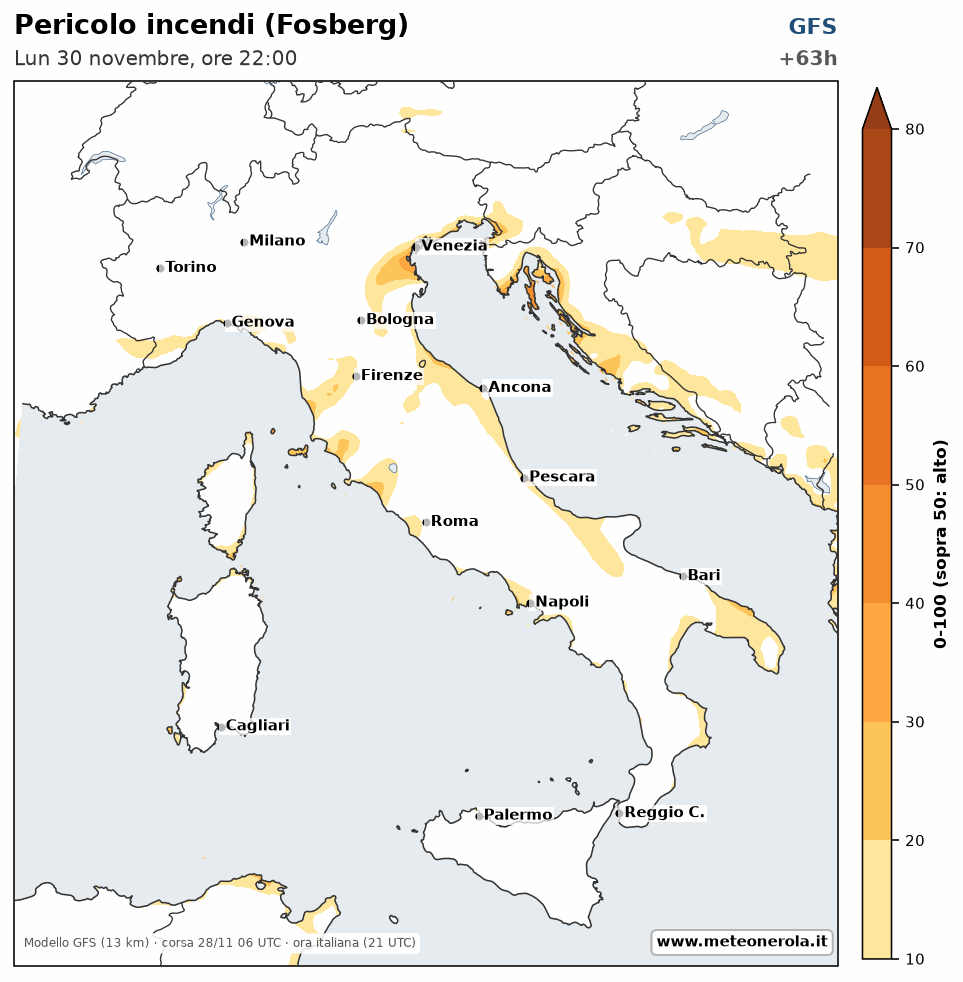 Pericolo incendi (Fosberg)
GFS
Lun 30 novembre, ore 22:00
+63h
80
70
60
50
40
30
20
10
0-100 (sopra 50: alto)
Milano
Venezia
Torino
Genova
Bologna
Firenze
Ancona
Pescara
Roma
Bari
Napoli
Cagliari
Palermo
Reggio C.
Modello GFS (13 km) · corsa 28/11 06 UTC · ora italiana (21 UTC)
www.meteonerola.it